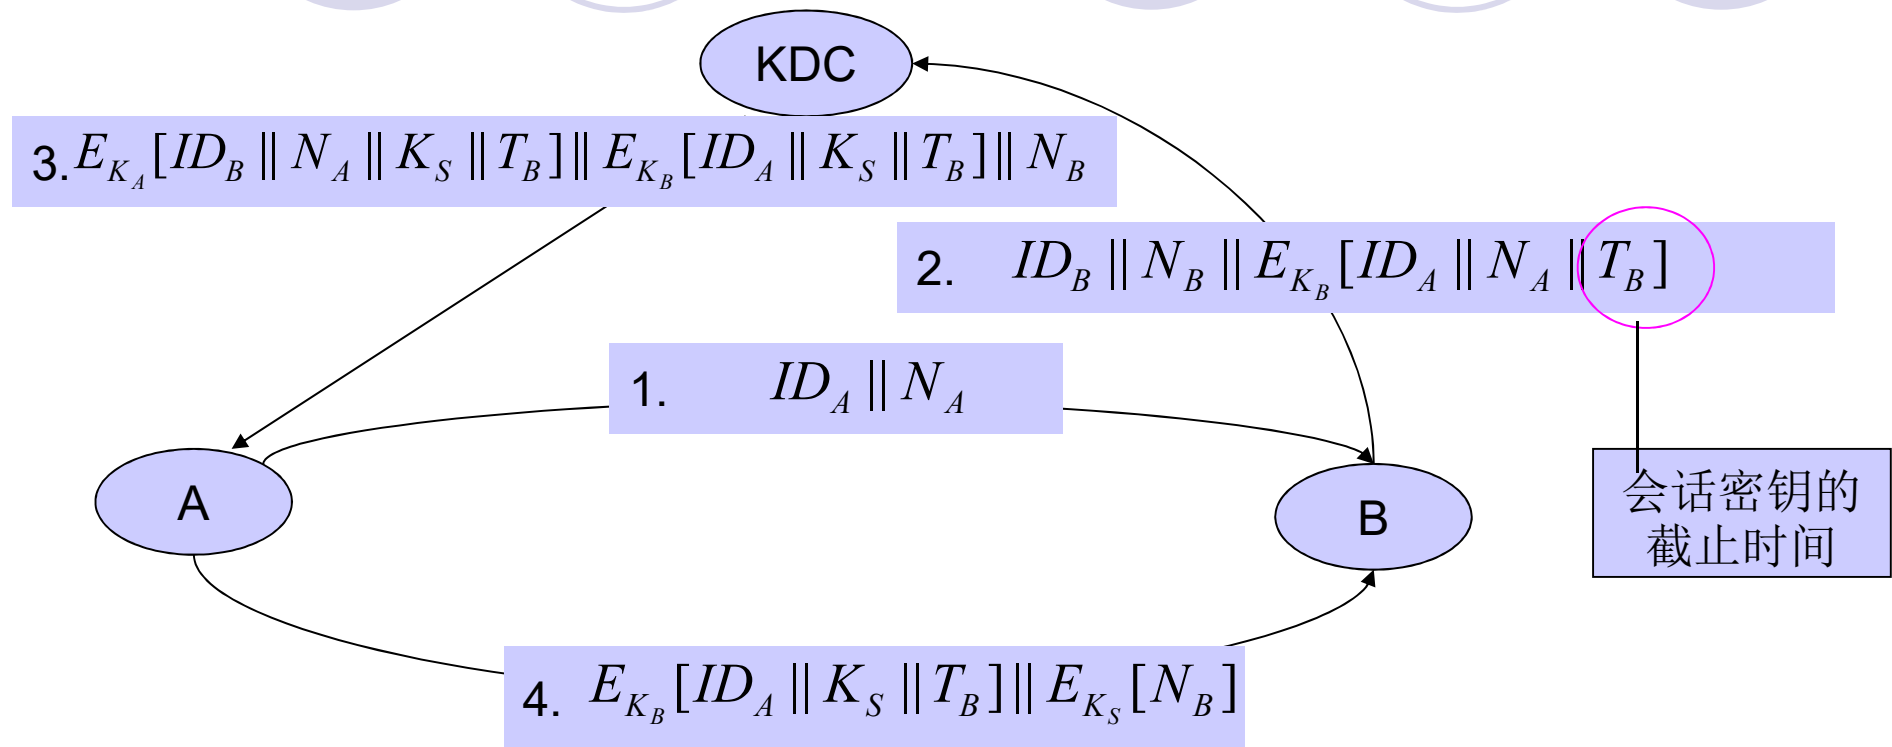 KDC
3. E_{K_A}[ID_B || N_A || K_S || T_B] || E_{K_B}[ID_A || K_S || T_B] || N_B
2. ID_B || N_B || E_{K_B}[ID_A || N_A || T_B]
1. ID_A || N_A
A
B
会话密钥的
截止时间
4. E_{K_B}[ID_A || K_S || T_B] || E_{K_S}[N_B]